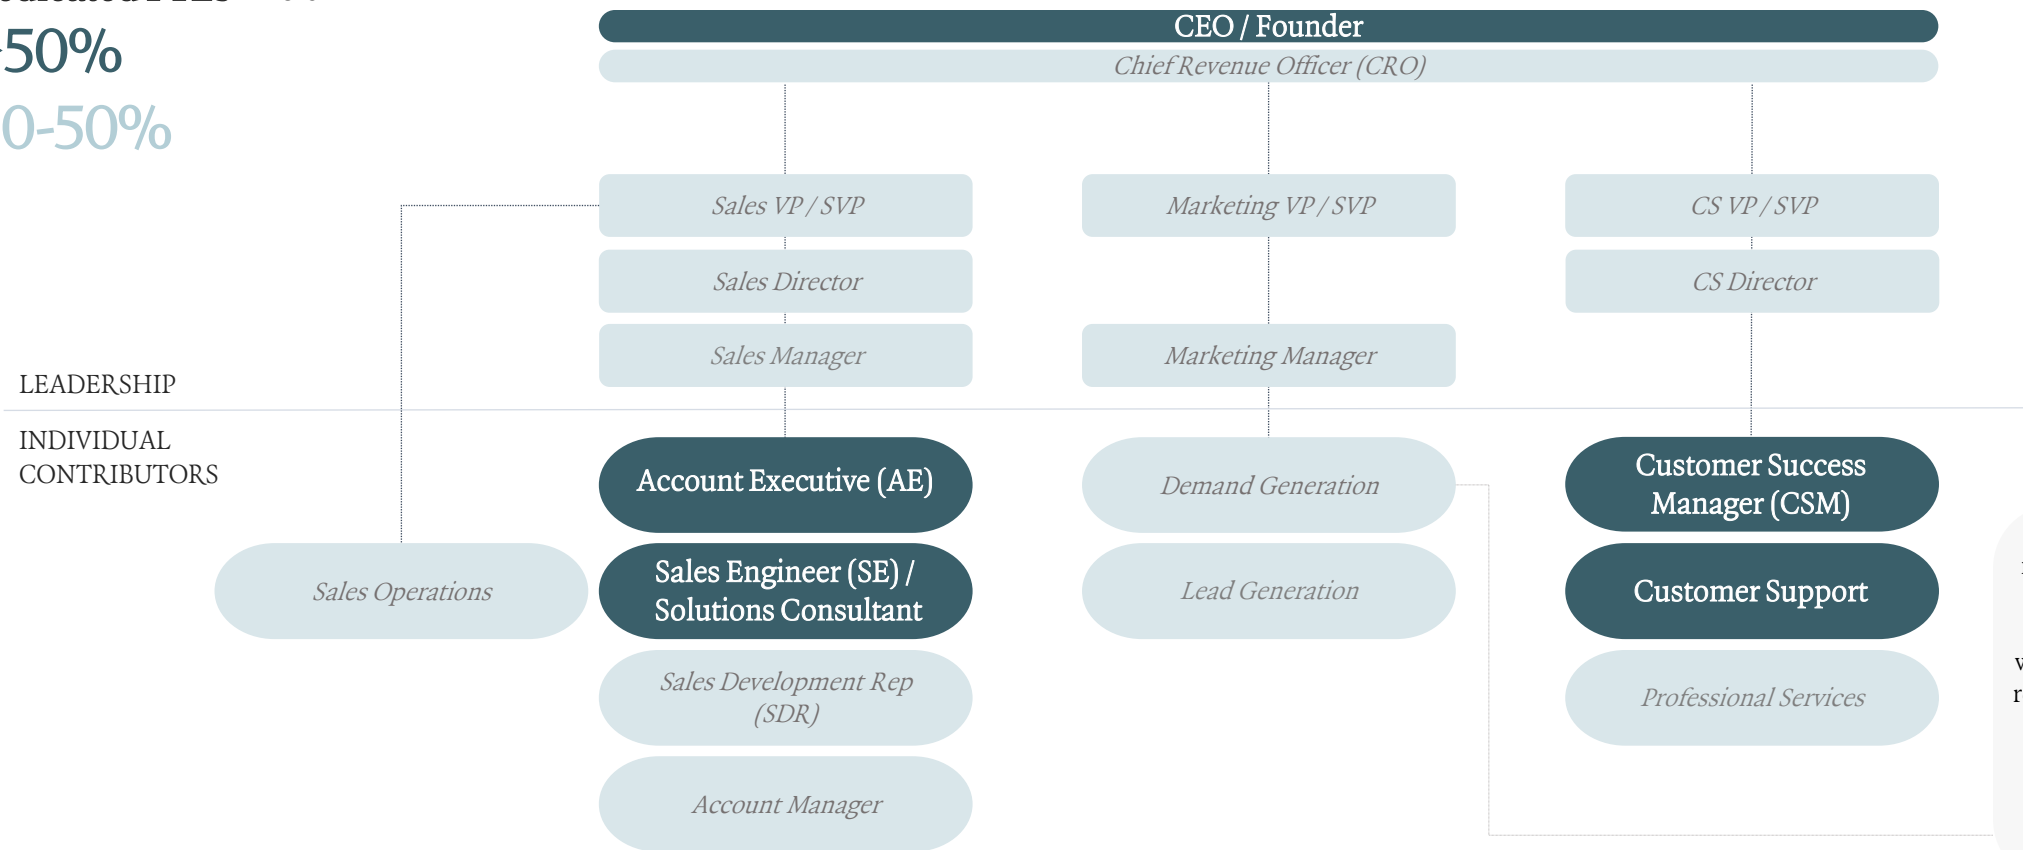 50%
0-50%
CEO / Founder
Chief Revenue Officer (CRO)
Sales VP / SVP
Marketing VP / SVP
CS VP / SVP
Sales Director
CS Director
Sales Manager
Marketing Manager
LEADERSHIP
INDIVIDUAL
CONTRIBUTORS
Account Executive (AE)
Demand Generation
Customer Success
Manager (CSM)
Sales Operations
Sales Engineer (SE) /
Solutions Consultant
Lead Generation
Customer Support
Sales Development Rep
(SDR)
Professional Services
Account Manager